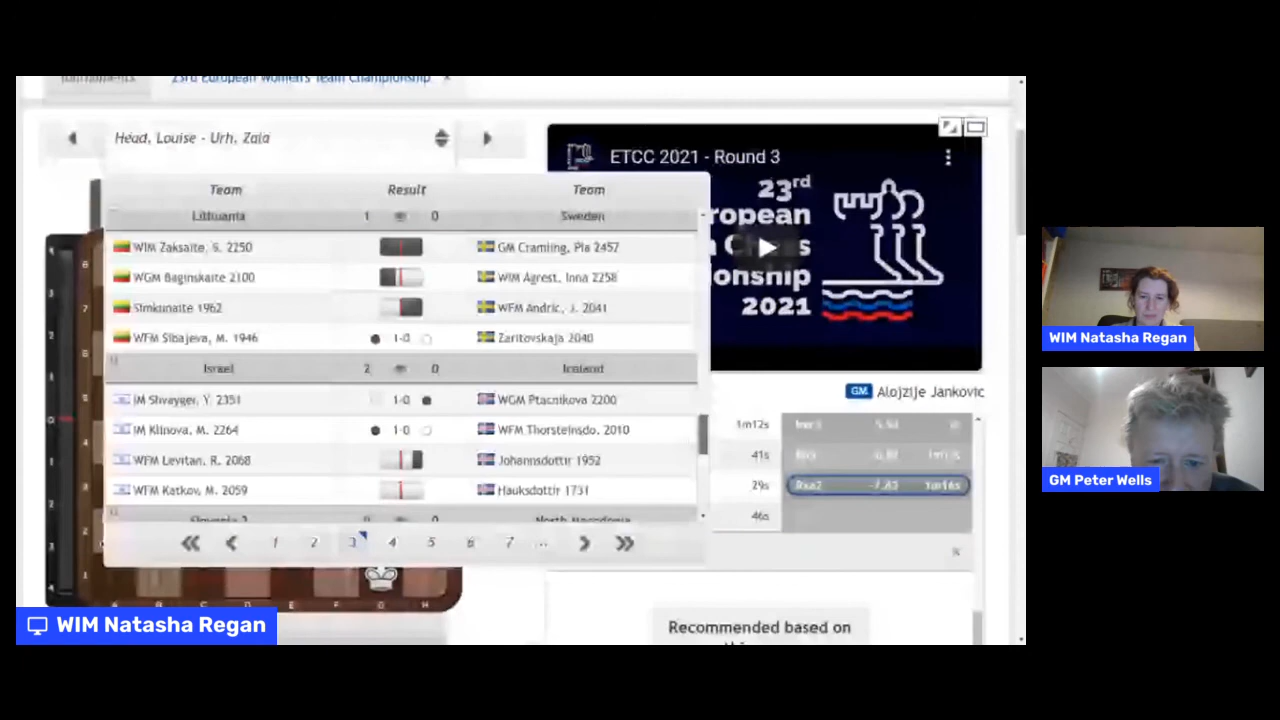 23rd European Women's Team Championship
Head, Louise - Urh, Zala
Team Result Team
Lithuania 1 0 Sweden
WIM Zaksaite, S. 2250 GM Cramling, Pia 2457
WGM Baginskaite 2100 WIM Agrest, Inna 2258
Simkunaite 1962 WFM Andric, J. 2041
WFM Sibajeva, M. 1946 1-0 Zaritovskaja 2040
Israel 2 0 Iceland
IM Shvayger, Y. 2351 1-0 WGM Ptacnikova 2200
IM Klinova, M. 2264 1-0 WFM Thorsteinsdo. 2010
WFM Levitan, R. 2068 Johannsdottir 1952
WFM Katkov, M. 2059 Hauksdottir 1731
1 2 3 4 5 6 7 ...
ETCC 2021 - Round 3
23rd
ropean
onship
2021
GM Alojzije Jankovic
1m12s
41s
29s Rxa2 1m16s
46s
Recommended based on
WIM Natasha Regan
WIM Natasha Regan
GM Peter Wells